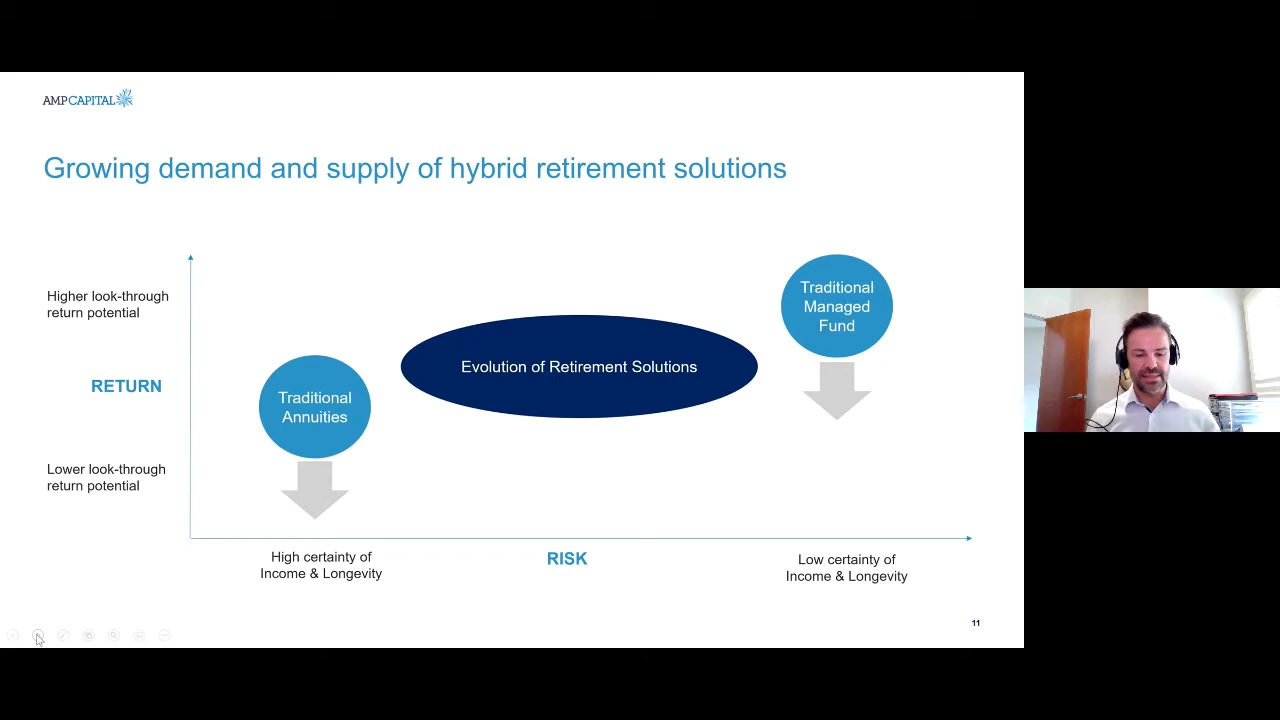 AMP CAPITAL
Growing demand and supply of hybrid retirement solutions
Higher look-through
return potential
RETURN
Lower look-through
return potential
Traditional
Annuities
Evolution of Retirement Solutions
Traditional
Managed
Fund
High certainty of
Income & Longevity
RISK
Low certainty of
Income & Longevity
11